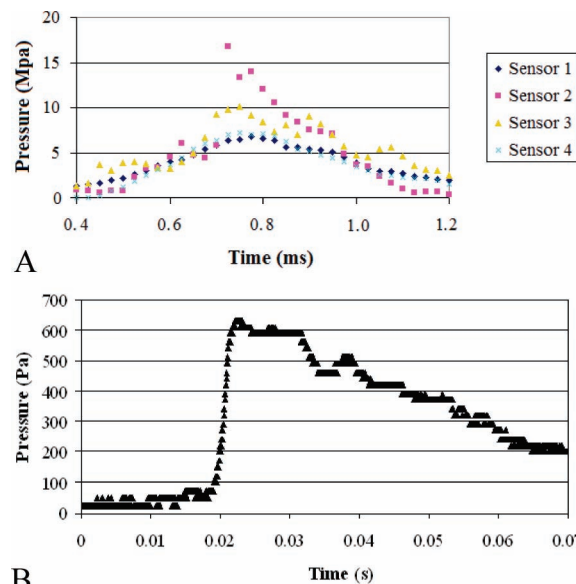 20
15
10
5
0
Pressure (Mpa)
0.4 0.6 0.8 1.0 1.2
Time (ms)
Sensor 1
Sensor 2
Sensor 3
Sensor 4
A
700
600
500
400
300
200
100
0
Pressure (Pa)
0 0.01 0.02 0.03 0.04 0.05 0.06 0.07
Time (s)
B